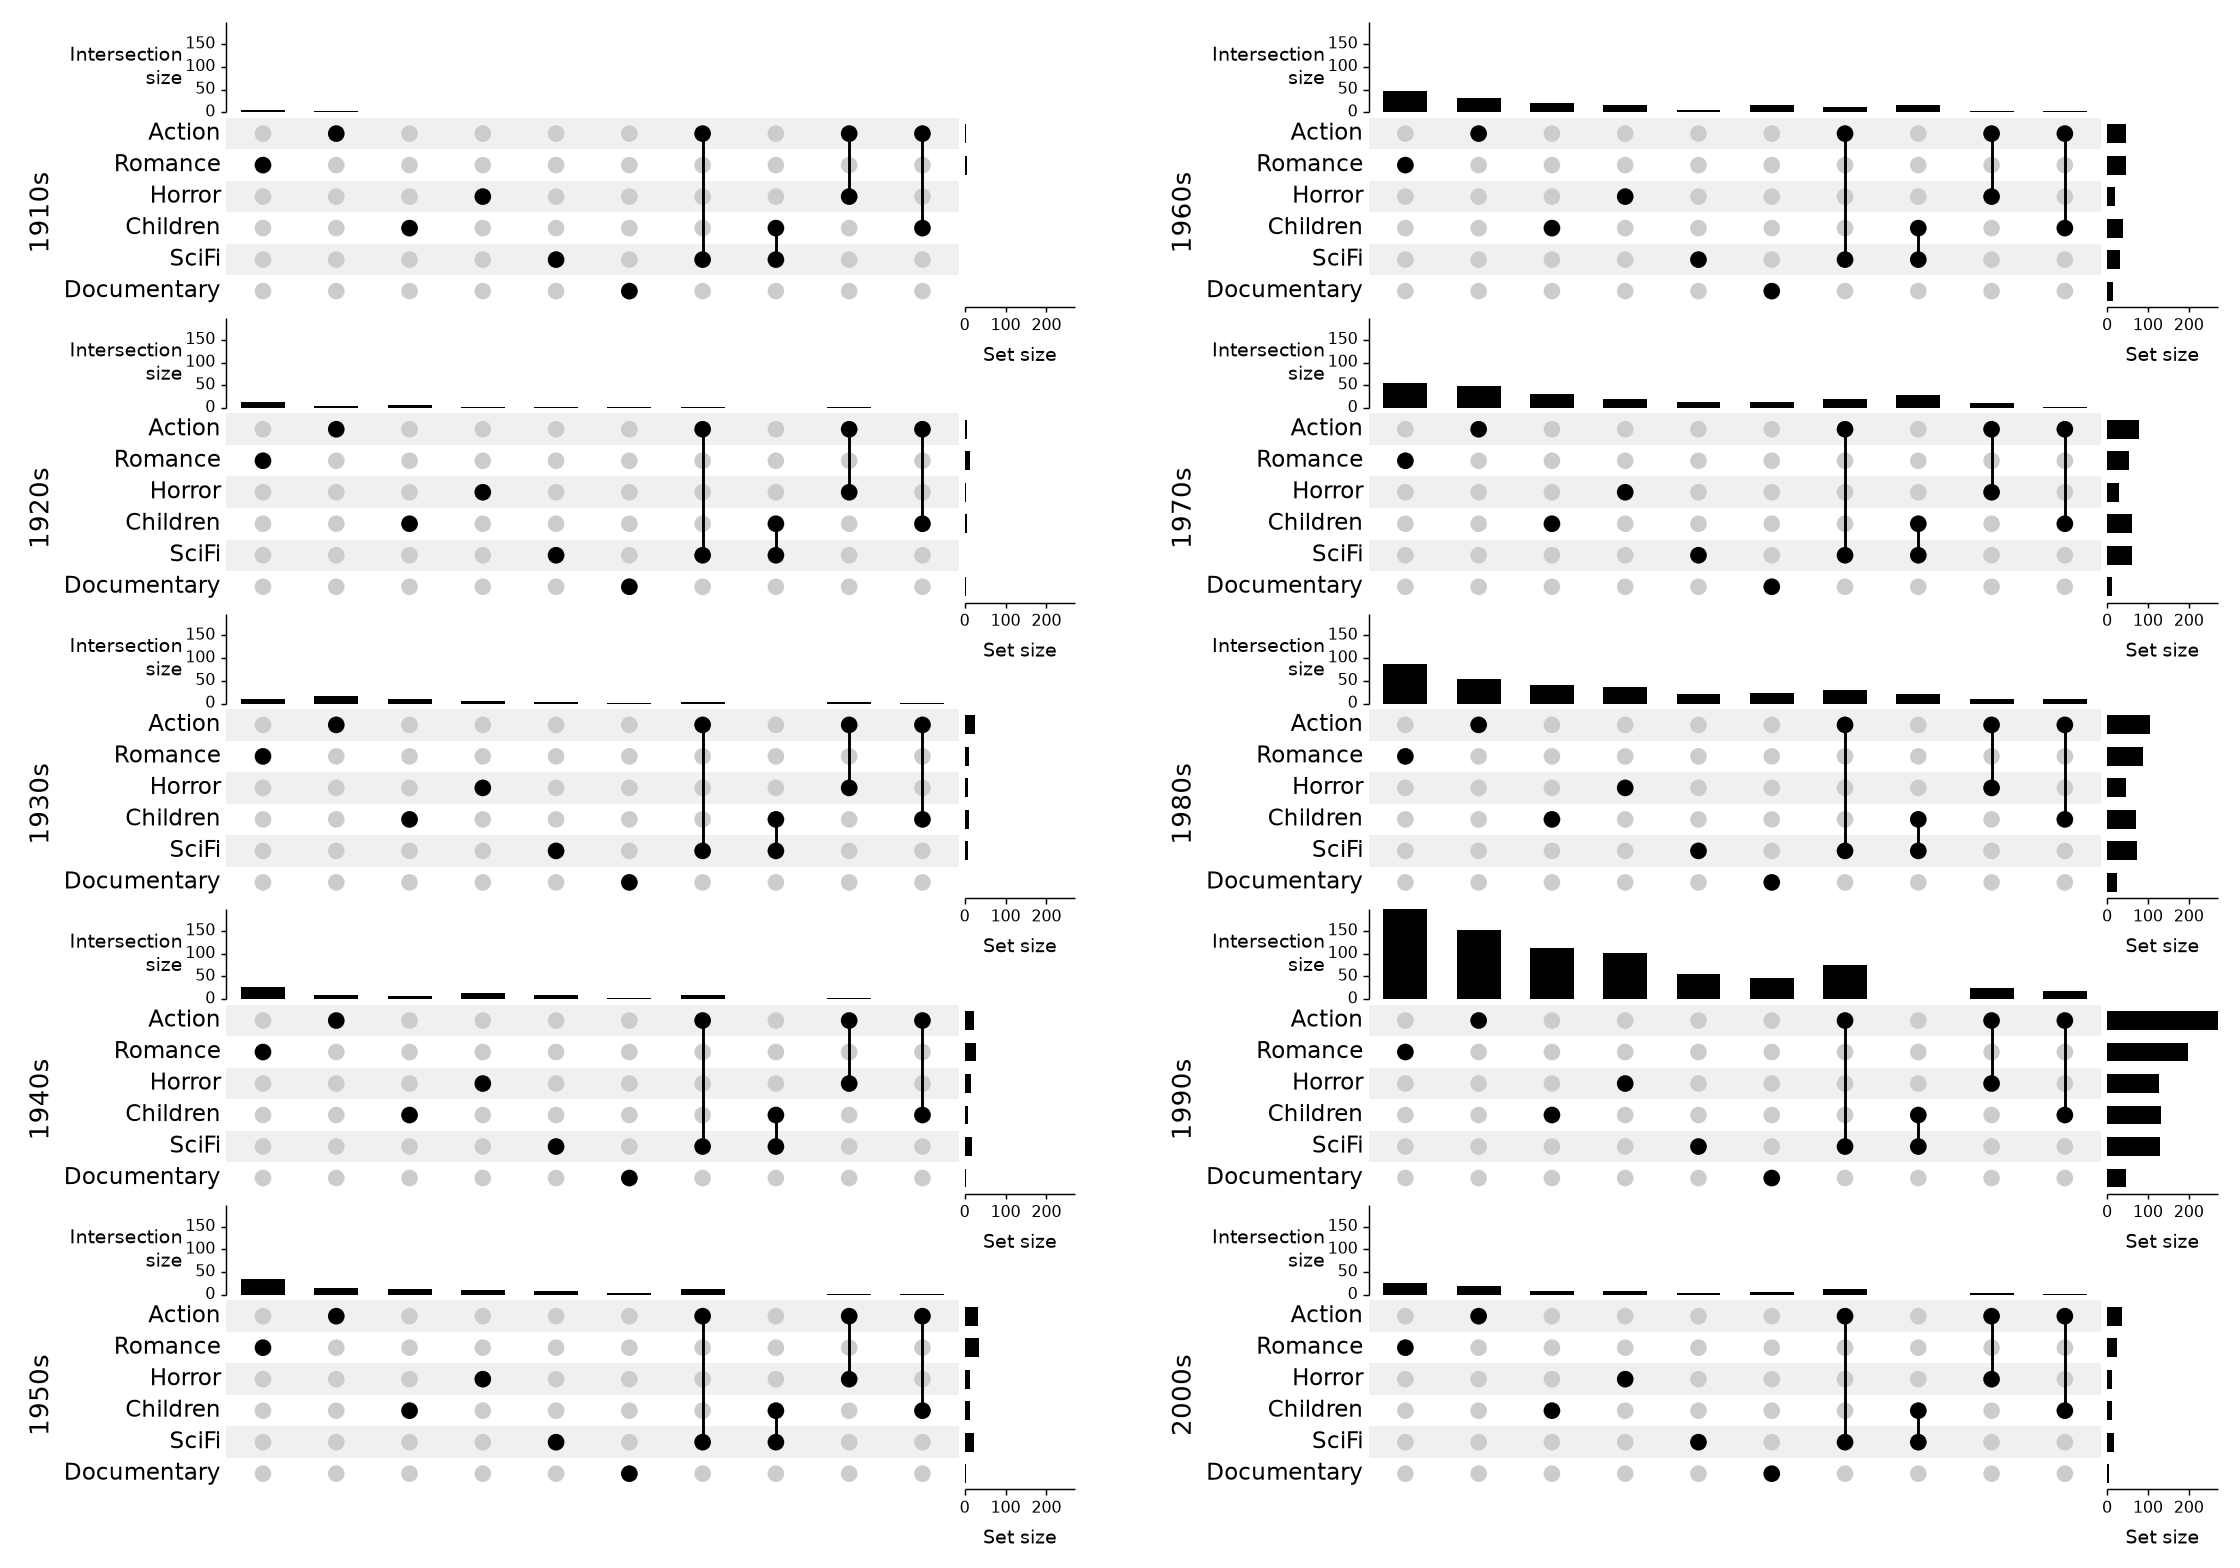 Intersection
size
150
100
50
0
Action
Romance
Horror
Children
SciFi
Documentary
1910s
0 100 200
Set size
Intersection
size
150
100
50
0
Action
Romance
Horror
Children
SciFi
Documentary
1920s
0 100 200
Set size
Intersection
size
150
100
50
0
Action
Romance
Horror
Children
SciFi
Documentary
1930s
0 100 200
Set size
Intersection
size
150
100
50
0
Action
Romance
Horror
Children
SciFi
Documentary
1940s
0 100 200
Set size
Intersection
size
150
100
50
0
Action
Romance
Horror
Children
SciFi
Documentary
1950s
0 100 200
Set size
Intersection
size
150
100
50
0
Action
Romance
Horror
Children
SciFi
Documentary
1960s
0 100 200
Set size
Intersection
size
150
100
50
0
Action
Romance
Horror
Children
SciFi
Documentary
1970s
0 100 200
Set size
Intersection
size
150
100
50
0
Action
Romance
Horror
Children
SciFi
Documentary
1980s
0 100 200
Set size
Intersection
size
150
100
50
0
Action
Romance
Horror
Children
SciFi
Documentary
1990s
0 100 200
Set size
Intersection
size
150
100
50
0
Action
Romance
Horror
Children
SciFi
Documentary
2000s
0 100 200
Set size